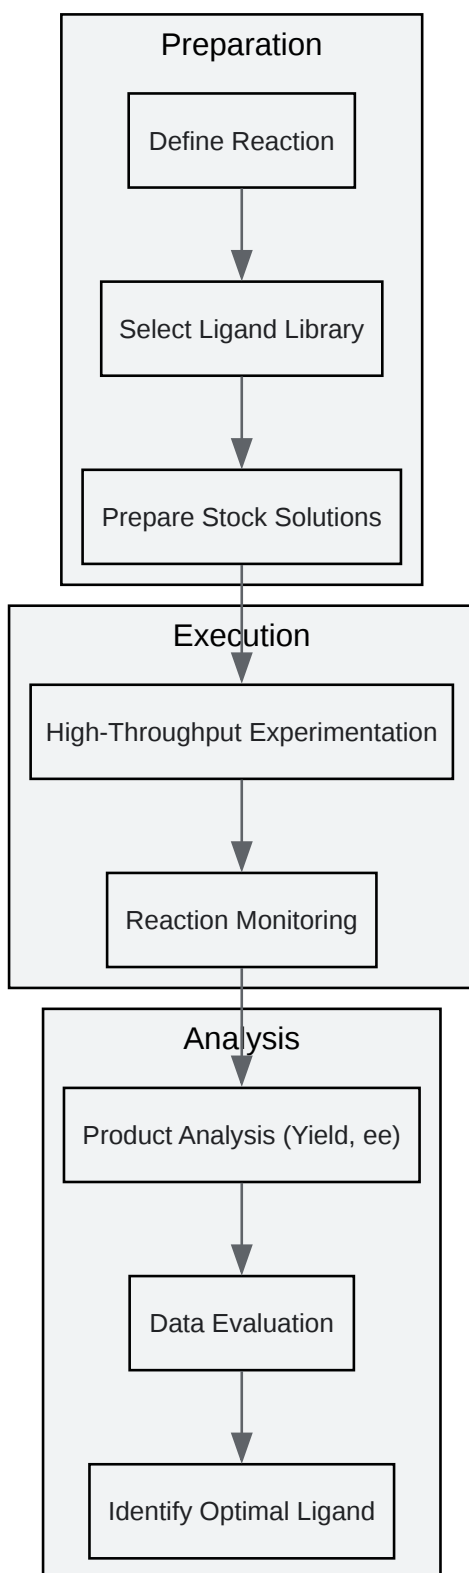 Preparation
Define Reaction
Select Ligand Library
Prepare Stock Solutions
Execution
High-Throughput Experimentation
Reaction Monitoring
Analysis
Product Analysis (Yield, ee)
Data Evaluation
Identify Optimal Ligand